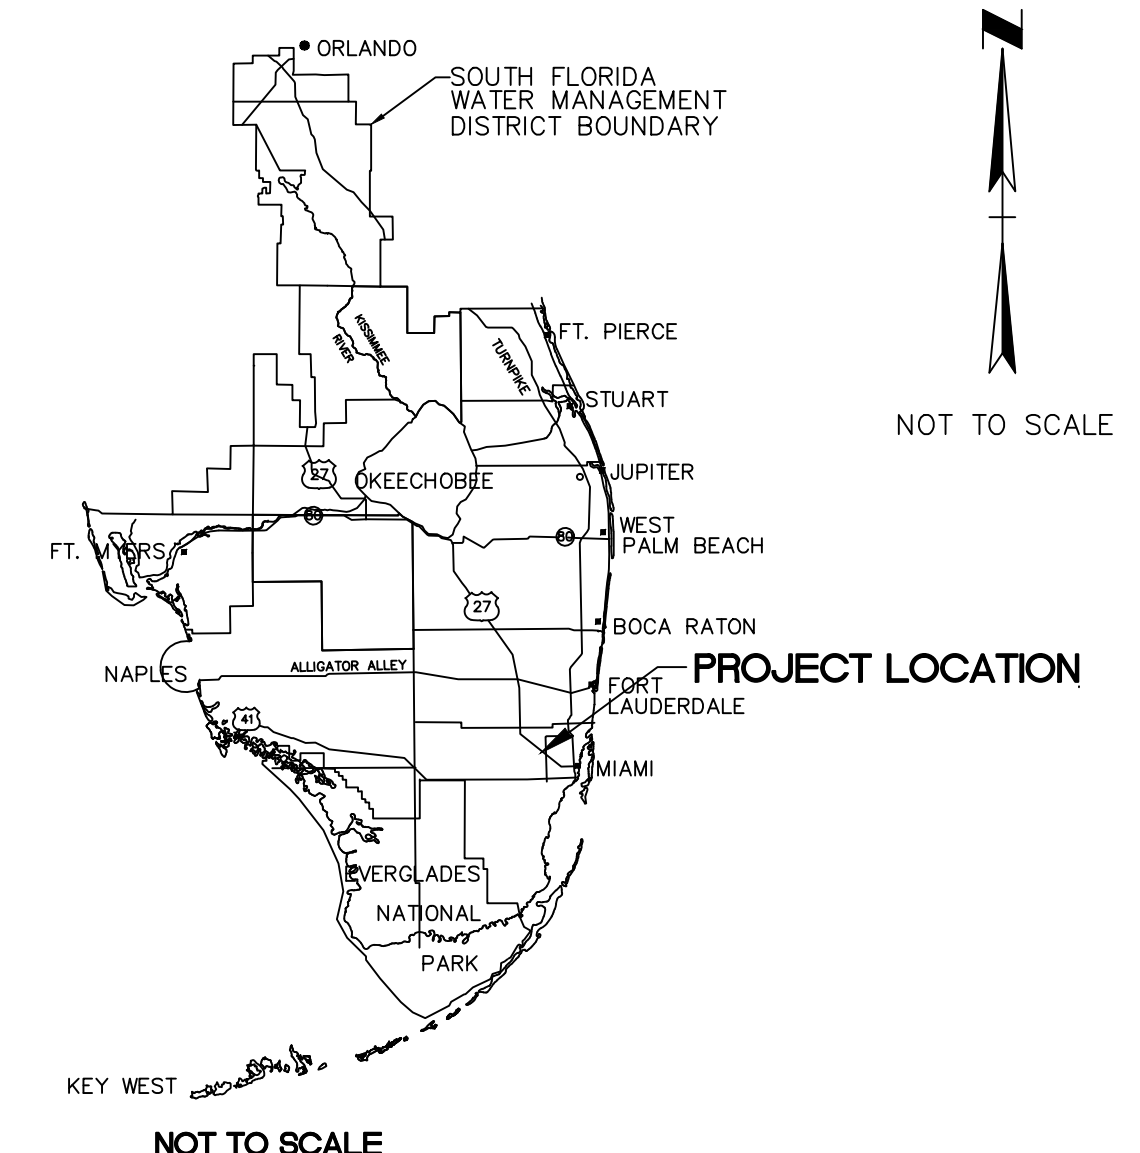 ORLANDO
SOUTH FLORIDA
WATER MANAGEMENT
DISTRICT BOUNDARY
N
NOT TO SCALE
KISSIMMEE
RIVER
TURNPIKE
FT. PIERCE
STUART
27
OKEECHOBEE
JUPITER
80
80
WEST
PALM BEACH
FT. MYERS
27
BOCA RATON
ALLIGATOR ALLEY
PROJECT LOCATION
NAPLES
FORT
LAUDERDALE
41
MIAMI
EVERGLADES
NATIONAL
PARK
KEY WEST
NOT TO SCALE